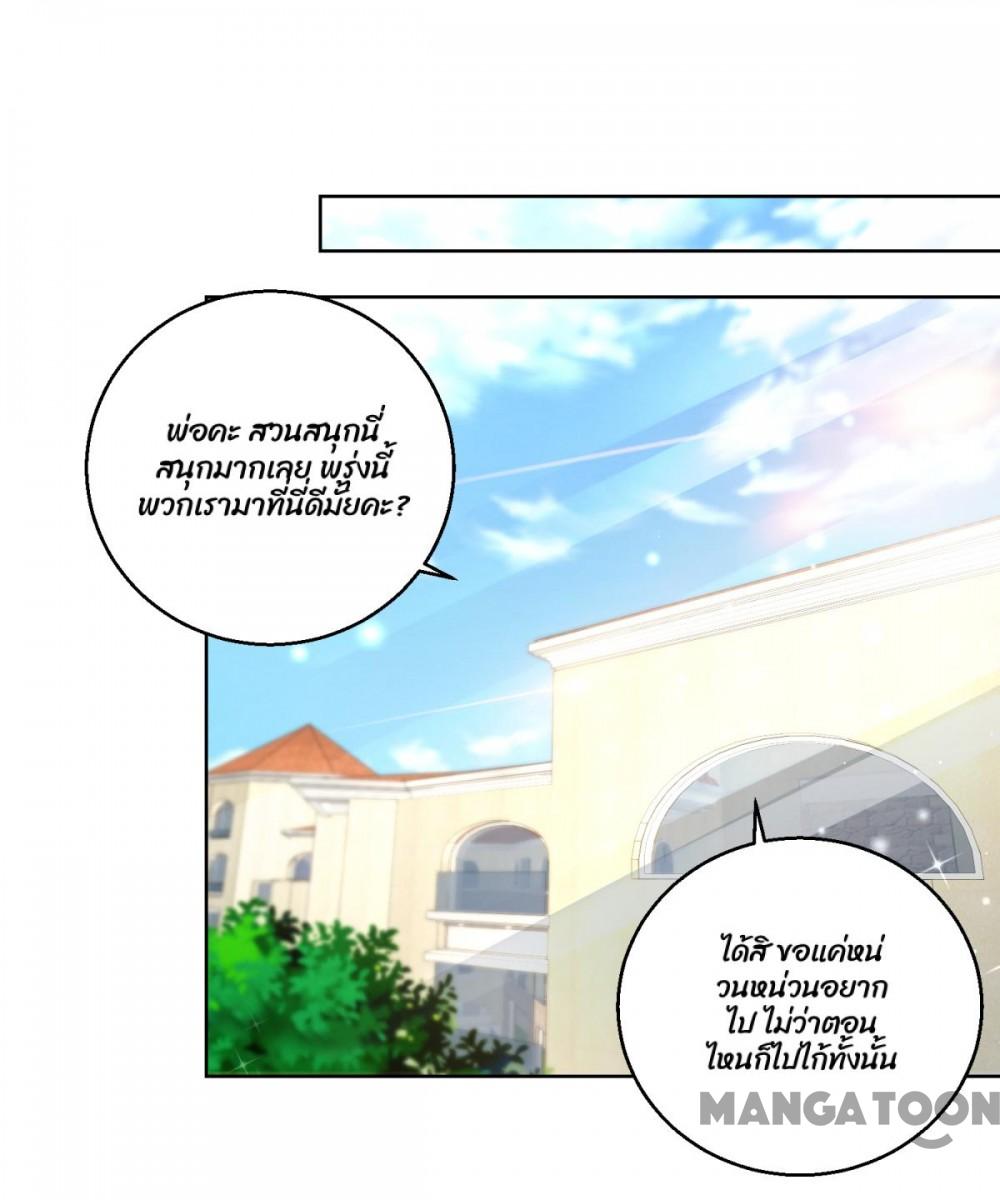 พ่อคะ สวนสนุกนี่
สนุกมากเลย พรุ่งนี้
พวกเรามาที่นี่ดีมั้ยคะ?
ได้สิ ขอแค่หน่
วนหน่วนอยาก
ไป ไม่ว่าตอน
ไหนก็ไปไก้ทั้งนั้น
MANGATOON